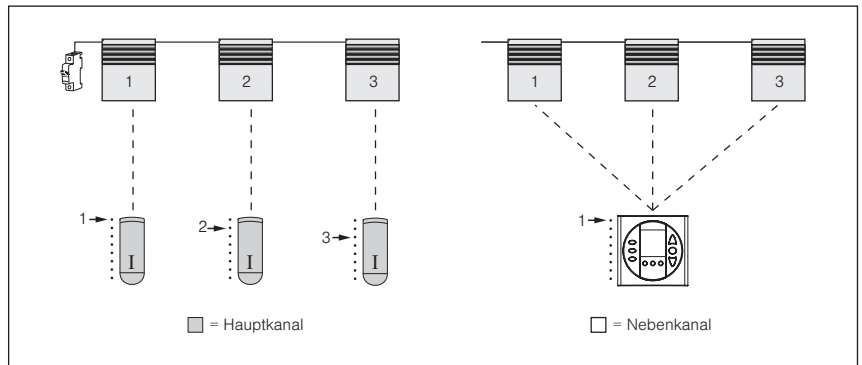 1 2 3 1 2 3
1 2 3 1
I I I
= Hauptkanal = Nebenkanal